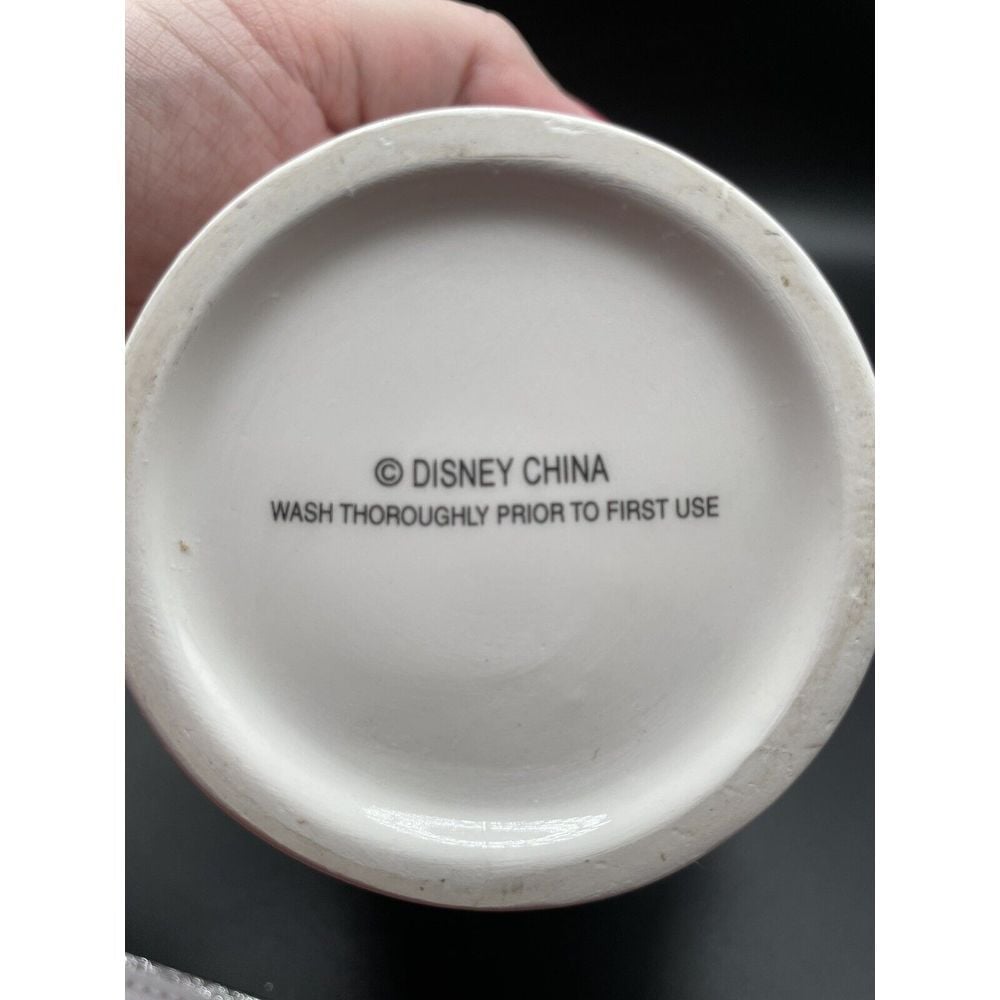 © DISNEY CHINA
WASH THOROUGHLY PRIOR TO FIRST USE